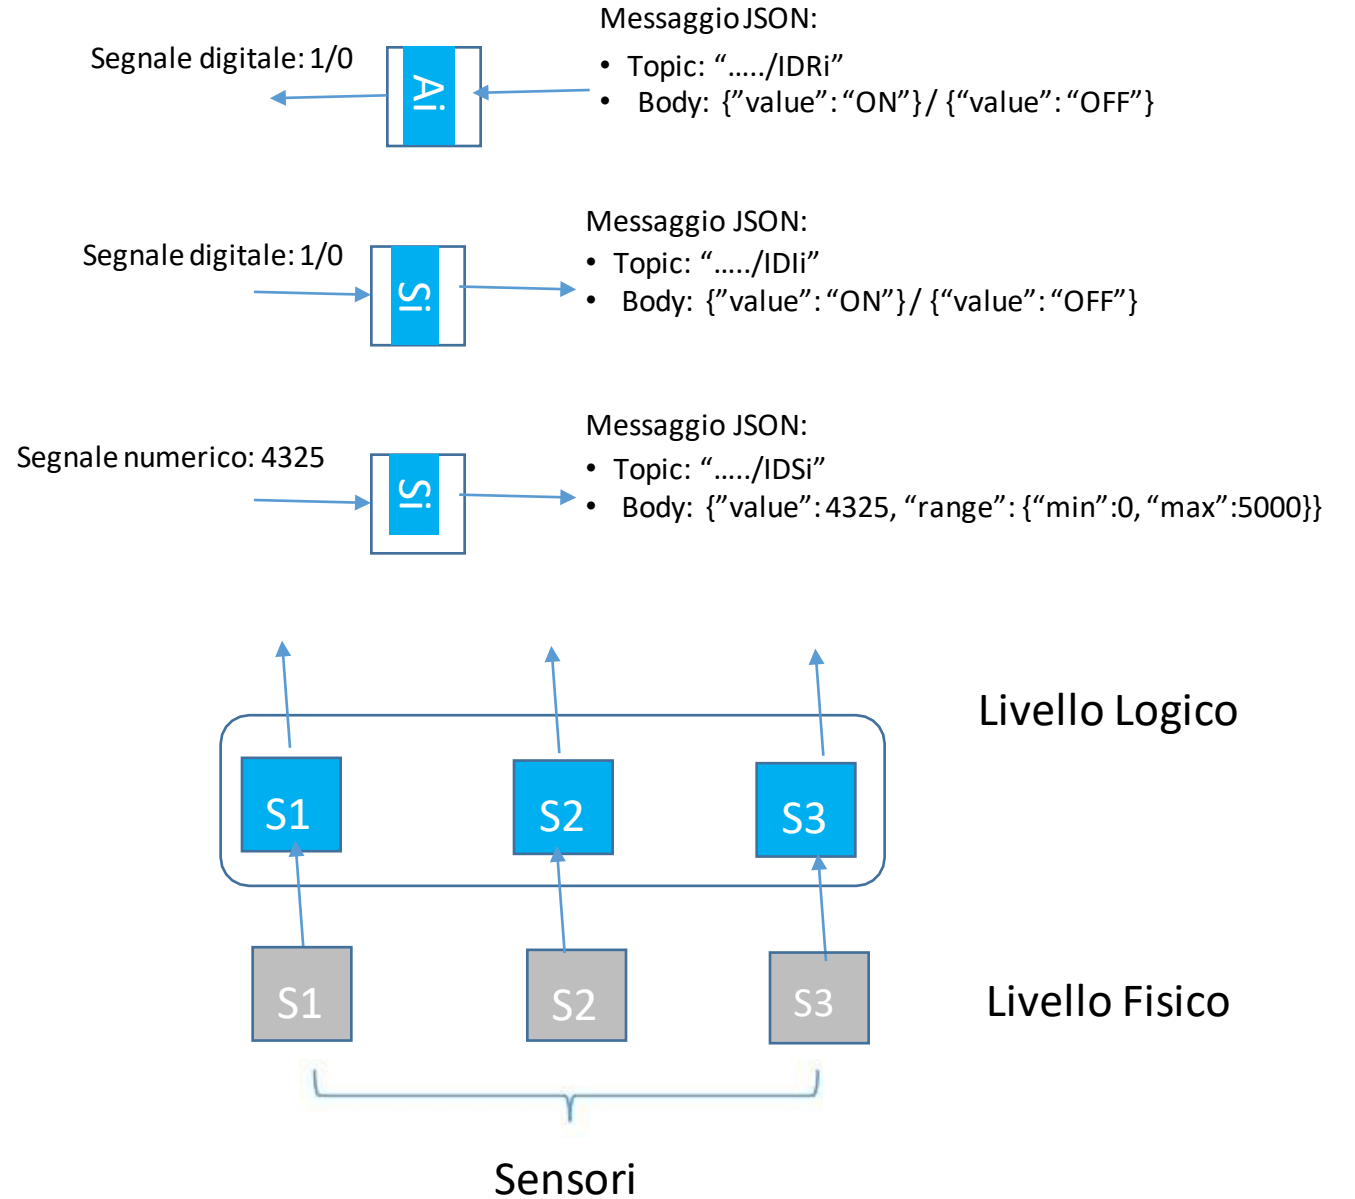 Messaggio JSON:
Segnale digitale: 1/0
• Topic: “…../IDRi”
• Body: {”value”: “ON”} / {“value”: “OFF”}
Ai
Messaggio JSON:
Segnale digitale: 1/0
• Topic: “…../IDIi”
• Body: {”value”: “ON”} / {“value”: “OFF”}
Si
Messaggio JSON:
Segnale numerico: 4325
• Topic: “…../IDSi”
• Body: {”value”: 4325, “range”: {“min”:0, “max”:5000}}
Si
Livello Logico
S1 S2 S3
S1 S2 S3
Livello Fisico
Sensori